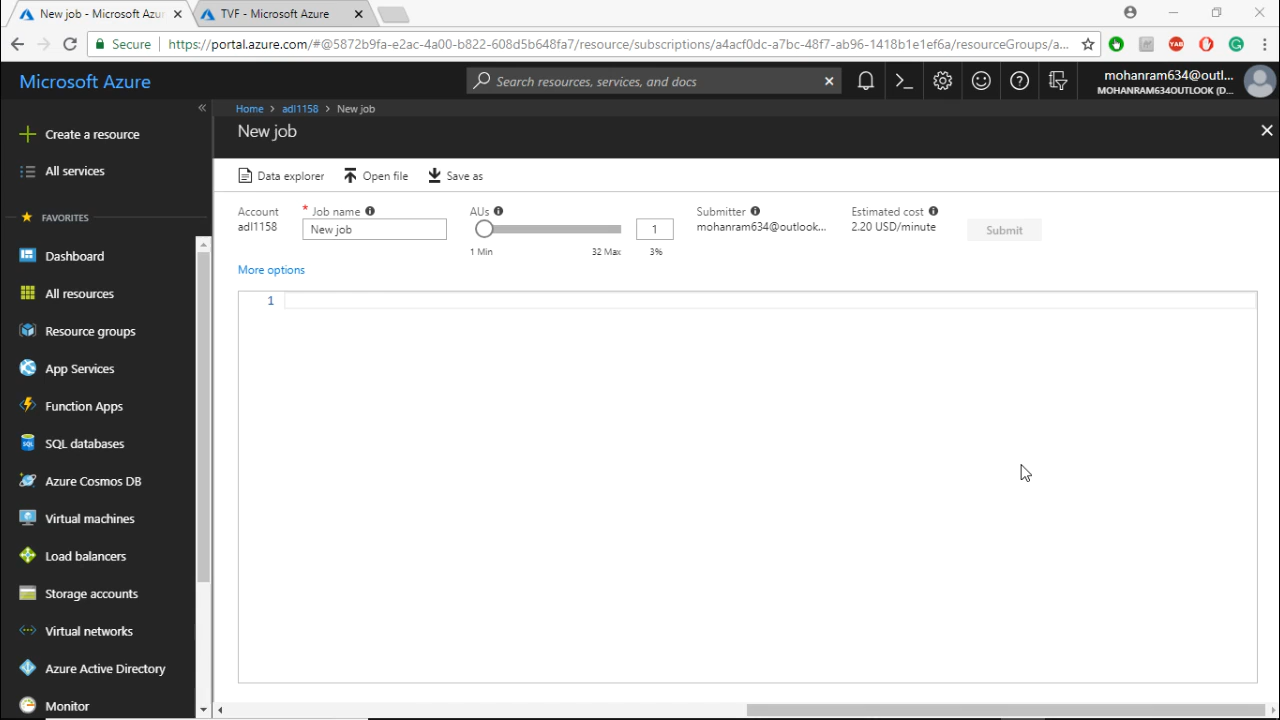 New job - Microsoft Azur
TVF - Microsoft Azure
Secure
https://portal.azure.com/#@5872b9fa-e2ac-4a00-b822-608d5b648fa7/resource/subscriptions/a4acf0dc-a7bc-48f7-ab96-1418b1e1ef6a/resourceGroups/a...
YAB
Microsoft Azure
Search resources, services, and docs
mohanram634@outl...
MOHANRAM634OUTLOOK (D...
Home > adl1158 > New job
New job
Create a resource
All services
FAVORITES
Dashboard
All resources
Resource groups
App Services
Function Apps
SQL databases
Azure Cosmos DB
Virtual machines
Load balancers
Storage accounts
Virtual networks
Azure Active Directory
Monitor
Data explorer
Open file
Save as
Account
adl1158
* Job name
New job
AUs
1
1 Min
32 Max
3%
Submitter
mohanram634@outlook...
Estimated cost
2.20 USD/minute
Submit
More options
1